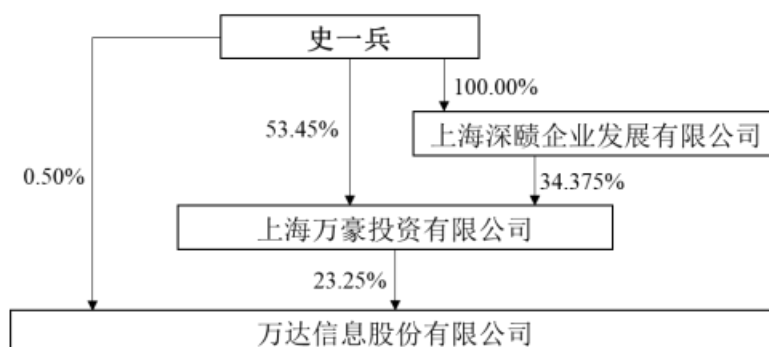 史一兵
100.00%
53.45%
上海深赜企业发展有限公司
0.50%
34.375%
上海万豪投资有限公司
23.25%
万达信息股份有限公司